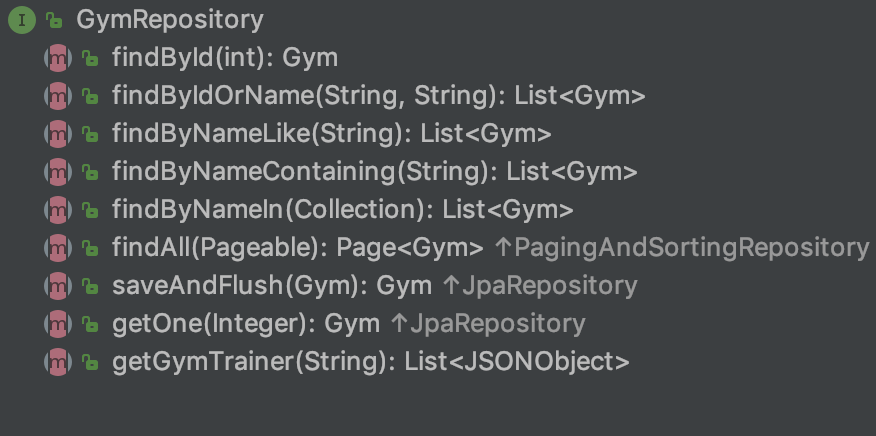 I GymRepository
m findById(int): Gym
m findByIdOrName(String, String): List<Gym>
m findByNameLike(String): List<Gym>
m findByNameContaining(String): List<Gym>
m findByNameIn(Collection): List<Gym>
m findAll(Pageable): Page<Gym> ↑PagingAndSortingRepository
m saveAndFlush(Gym): Gym ↑JpaRepository
m getOne(Integer): Gym ↑JpaRepository
m getGymTrainer(String): List<JSONObject>